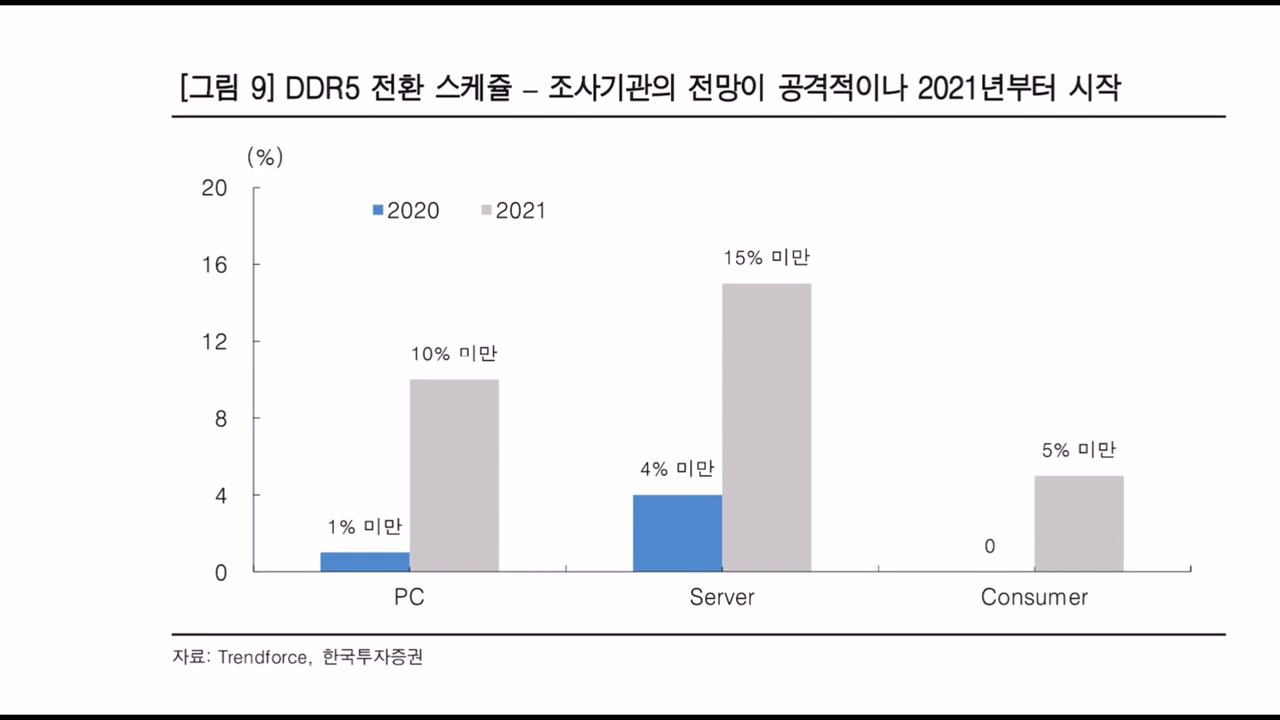 [그림 9] DDR5 전환 스케쥴 – 조사기관의 전망이 공격적이나 2021년부터 시작
(%)
20
16
12
8
4
0
2020 2021
1% 미만
10% 미만
4% 미만
15% 미만
0
5% 미만
PC Server Consumer
자료: Trendforce, 한국투자증권